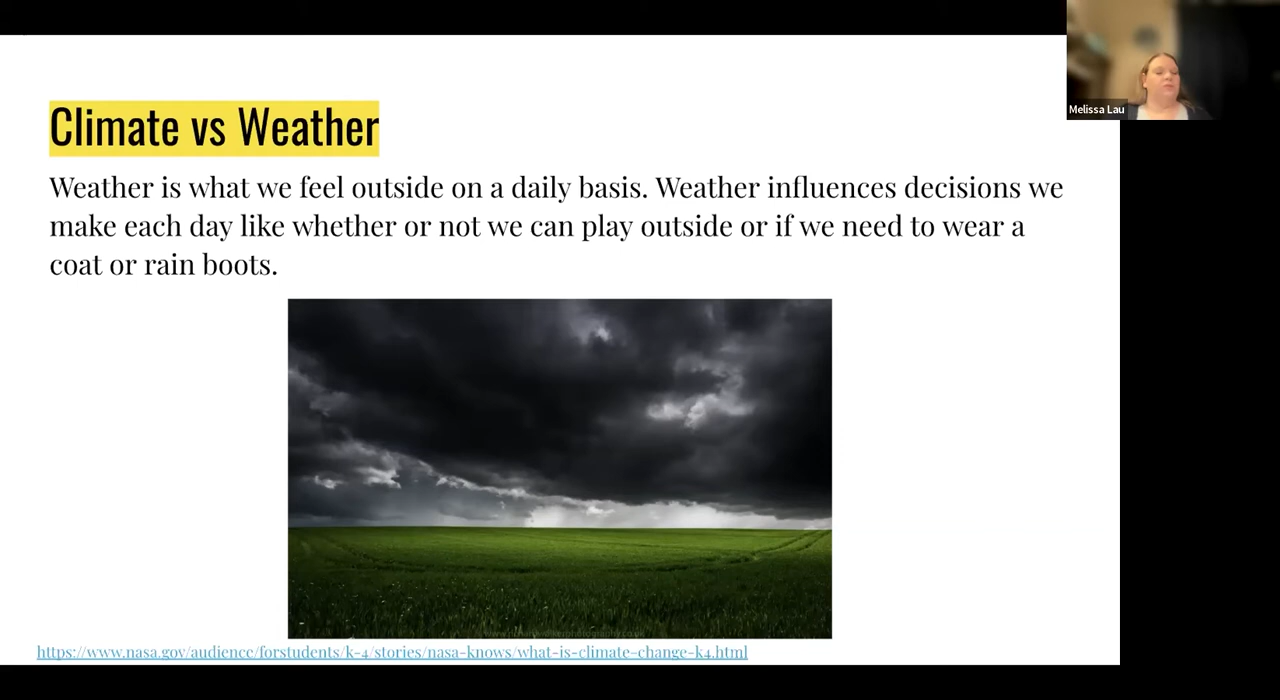 Melissa Lau
Climate vs Weather
Weather is what we feel outside on a daily basis. Weather influences decisions we
make each day like whether or not we can play outside or if we need to wear a
coat or rain boots.
https://www.nasa.gov/audience/forstudents/k-4/stories/nasa-knows/what-is-climate-change-k4.html